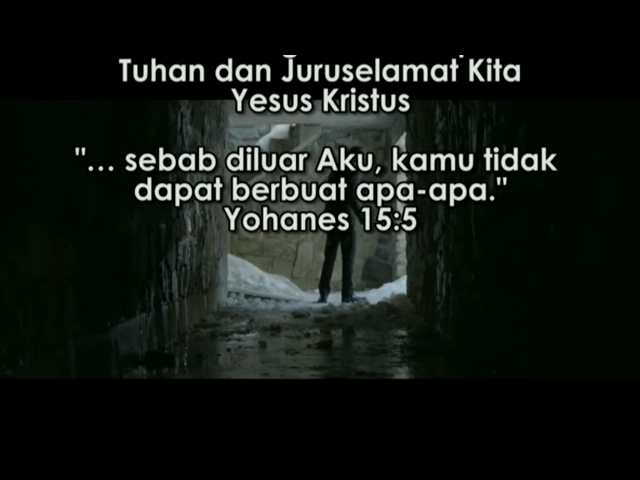 Tuhan dan Juruselamat Kita
Yesus Kristus
"... sebab diluar Aku, kamu tidak
dapat berbuat apa-apa."
Yohanes 15:5